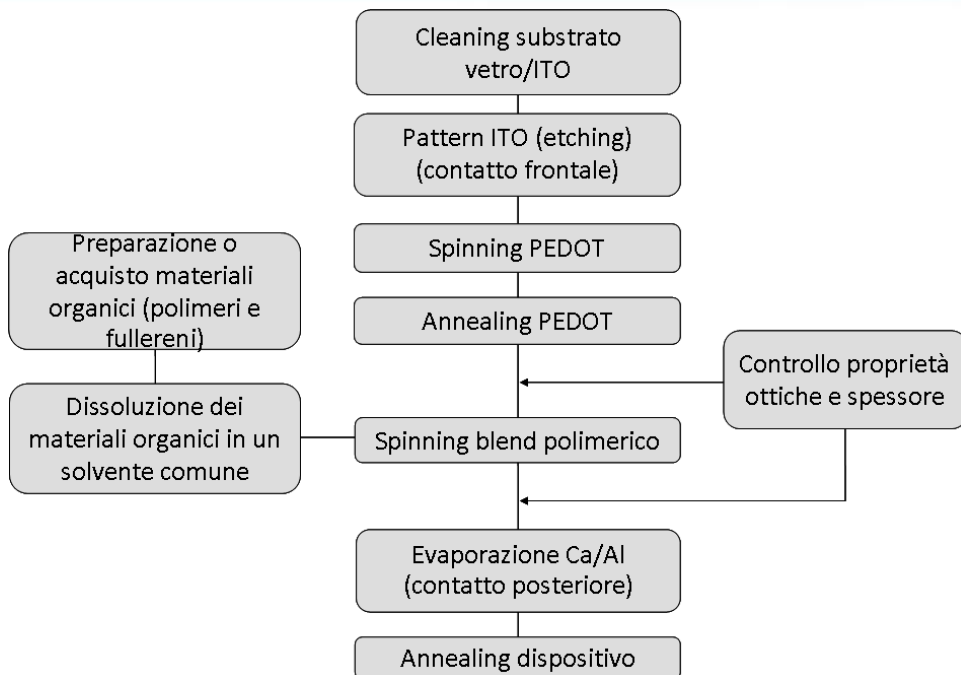 Cleaning substrato
vetro/ITO
Pattern ITO (etching)
(contatto frontale)
Spinning PEDOT
Annealing PEDOT
Preparazione o
acquisto materiali
organici (polimeri e
fullereni)
Dissoluzione dei
materiali organici in un
solvente comune
Controllo proprietà
ottiche e spessore
Spinning blend polimerico
Evaporazione Ca/Al
(contatto posteriore)
Annealing dispositivo